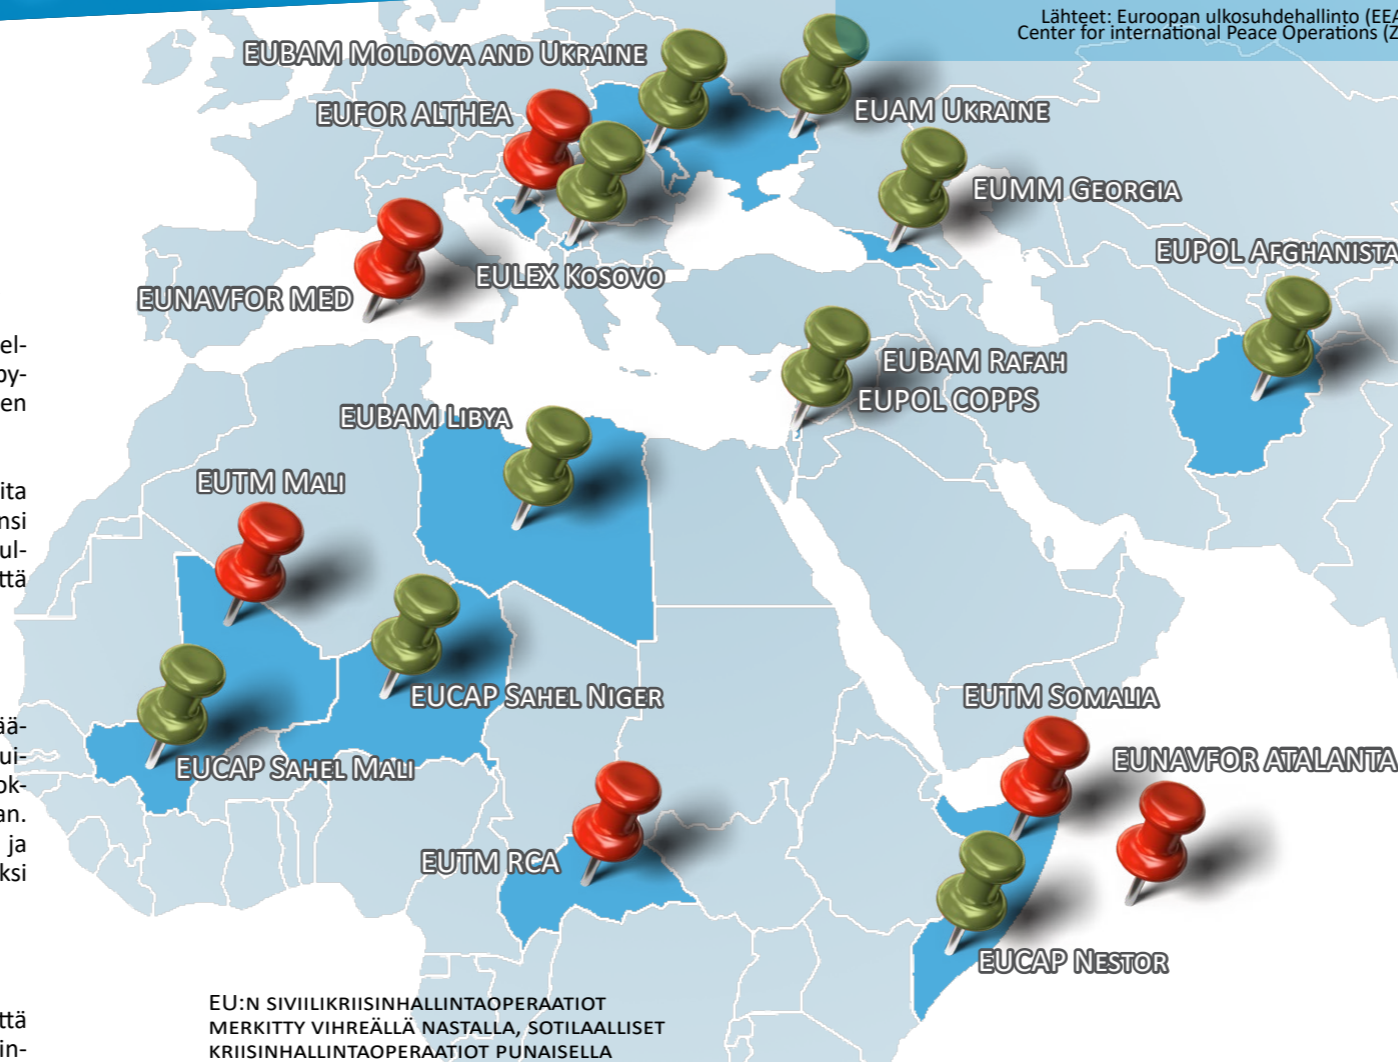 Lähteet: Euroopan ulkosuhdehallinto (EEA
Center for international Peace Operations (Z
EUBAM Moldova and Ukraine
EUFOR ALTHEA
EUAM Ukraine
EUMM Georgia
EUPOL Afghanista
EULEX Kosovo
EUNAVFOR MED
EUBAM Rafah
EUPOL COPPS
EUBAM Libya
EUTM Mali
EUCAP Sahel Niger
EUCAP Sahel Mali
EUTM Somalia
EUNAVFOR ATALANTA
EUTM RCA
EUCAP Nestor
el-
py-
en
ita
nsi
ul-
ttä
ää-
ui-
ok-
an.
ja
ksi
ttä
in-
EU:N SIVIILIKRIISINHALLINTAOPERAATIOT
MERKITTY VIHREÄLLÄ NASTALLA, SOTILAALLISET
KRIISINHALLINTAOPERAATIOT PUNAISELLA